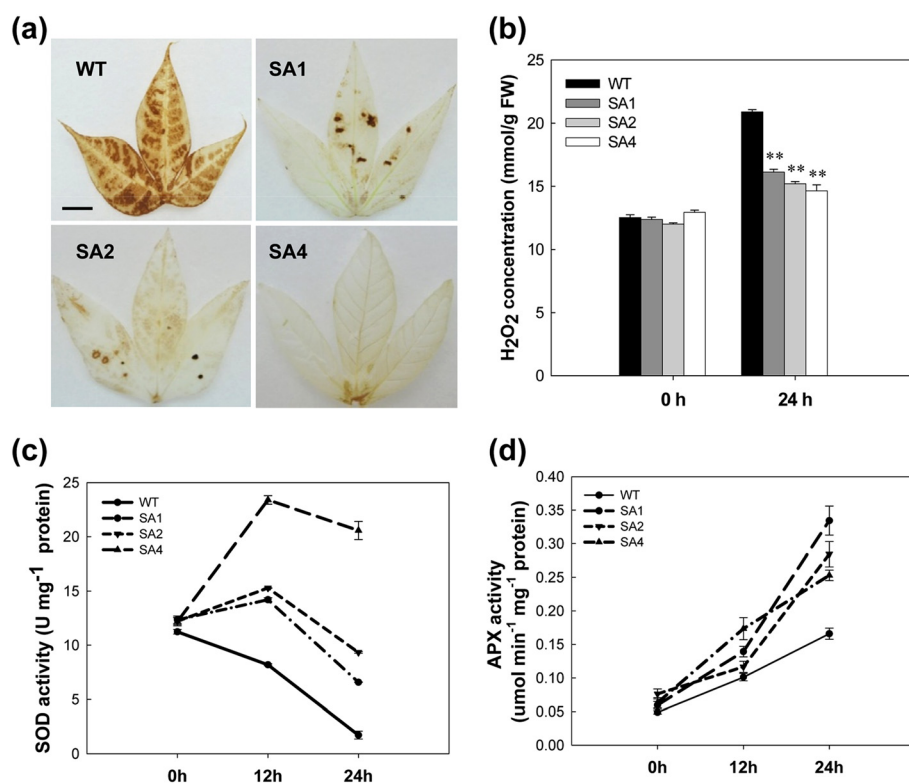 (a)
WT
SA1
SA2
SA4
(b)
H₂O₂ concentration (mmol/g FW)
25
20
15
10
5
0
WT
SA1
SA2
SA4
**
**
**
0 h
24 h
(c)
SOD activity (U mg⁻¹ protein)
25
20
15
10
5
0
WT
SA1
SA2
SA4
0h
12h
24h
(d)
APX activity
(umol min⁻¹ mg⁻¹ protein)
0.40
0.35
0.30
0.25
0.20
0.15
0.10
0.05
0.00
WT
SA1
SA2
SA4
0h
12h
24h